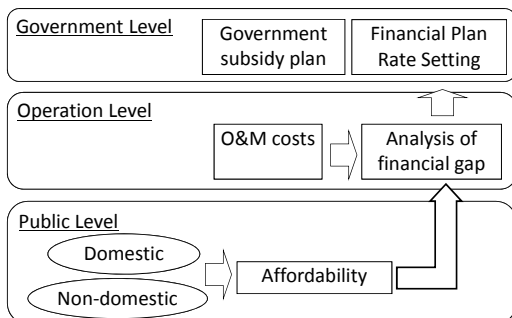 Government Level
Government
subsidy plan
Financial Plan
Rate Setting
Operation Level
O&M costs
Analysis of
financial gap
Public Level
Domestic
Non-domestic
Affordability